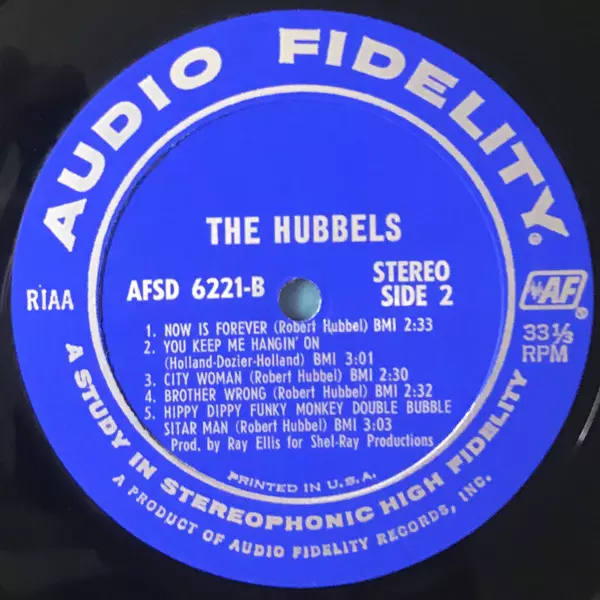 AUDIO FIDELITY®
THE HUBBELS
RIAA
AFSD 6221-B
STEREO
SIDE 2
AF®
33 1/3
RPM
1. NOW IS FOREVER (Robert Hubbel) BMI 2:33
2. YOU KEEP ME HANGIN' ON
(Holland-Dozier-Holland) BMI 3:01
3. CITY WOMAN (Robert Hubbel) BMI 2:30
4. BROTHER WRONG (Robert Hubbel) BMI 2:32
5. HIPPY DIPPY FUNKY MONKEY DOUBLE BUBBLE
SITAR MAN (Robert Hubbel) BMI 3:03
Prod. by Ray Ellis for Shel-Ray Productions
PRINTED IN U.S.A.
A STUDY IN STEREOPHONIC HIGH FIDELITY
A PRODUCT OF AUDIO FIDELITY RECORDS, INC.